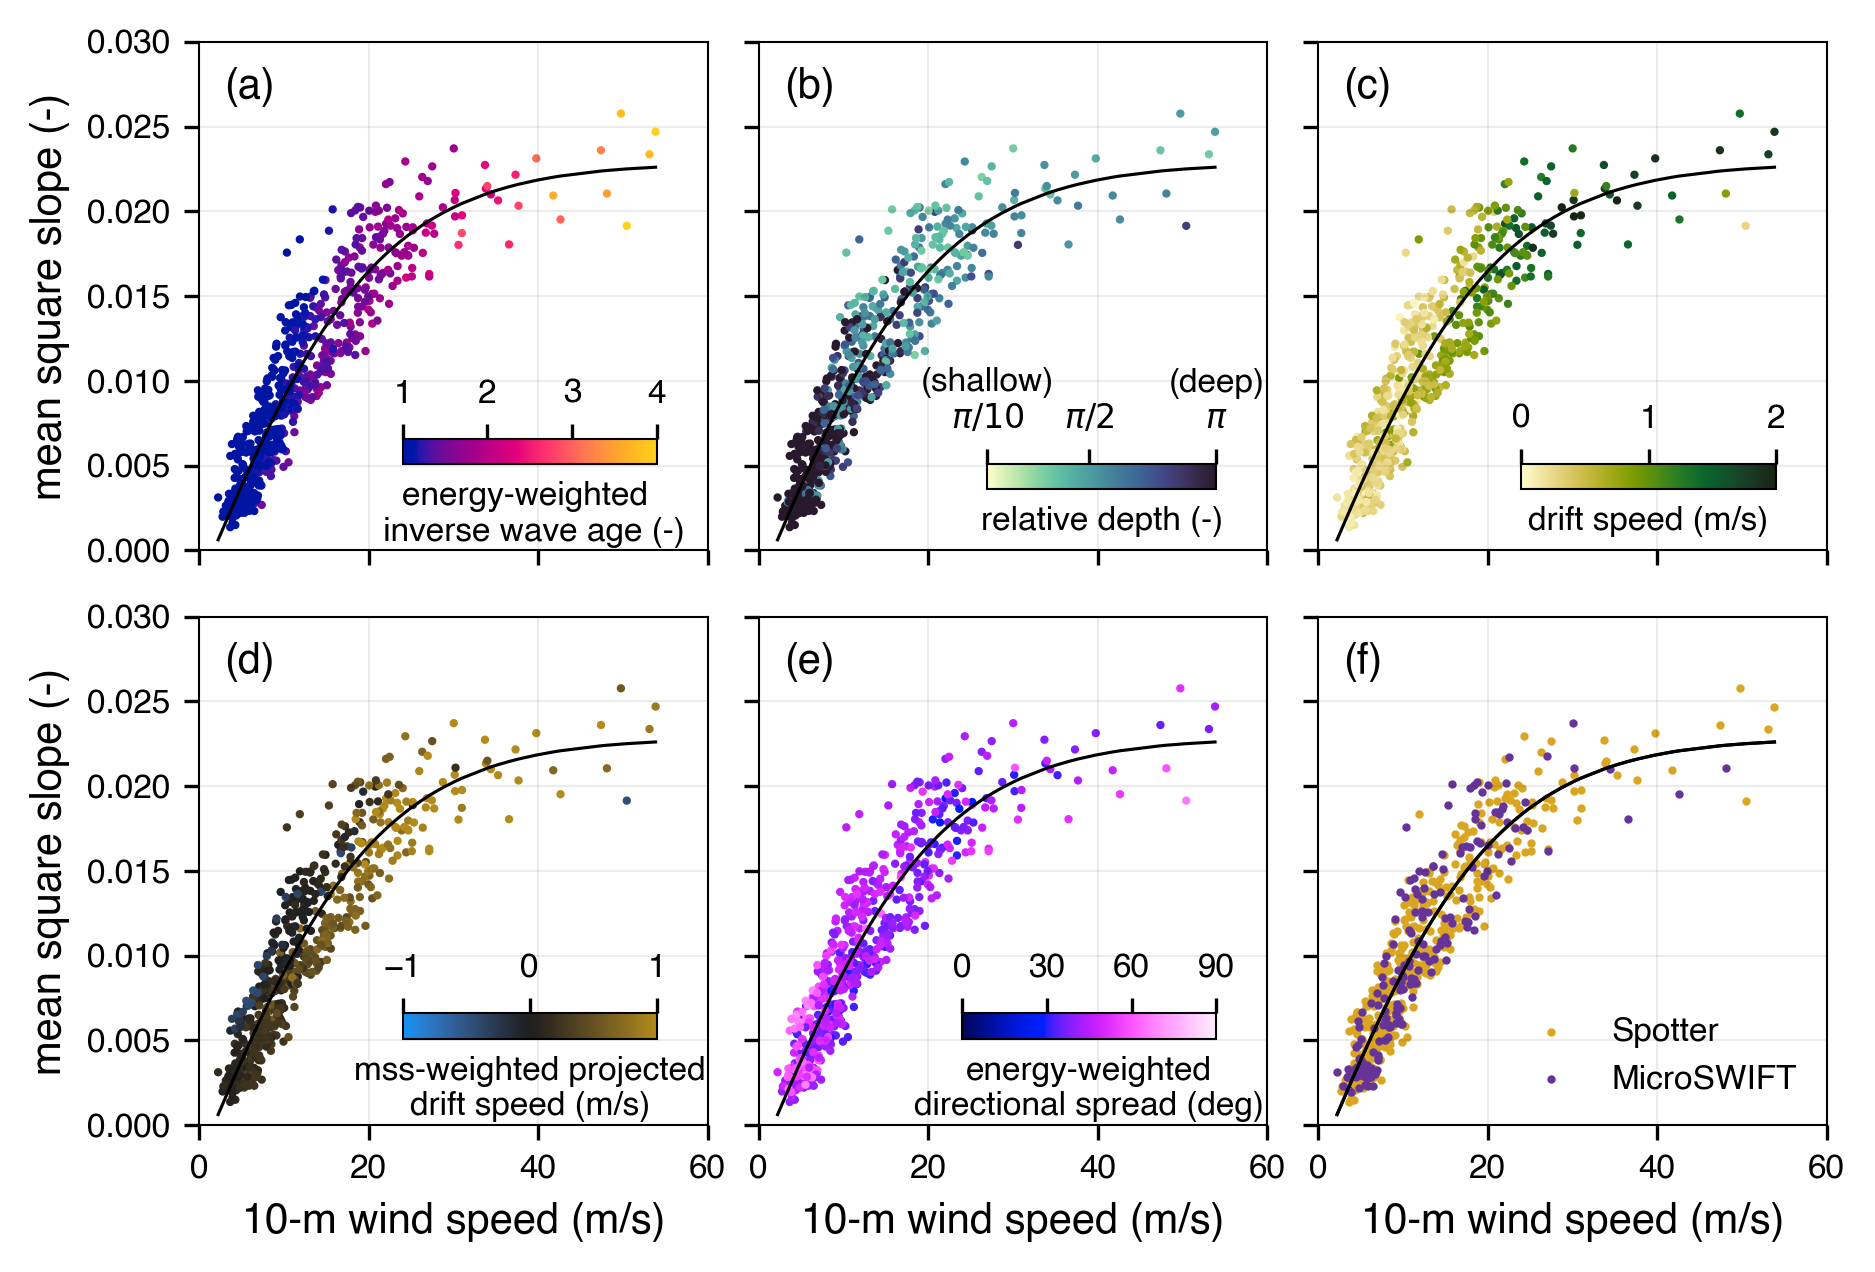 0.030
0.025
0.020
0.015
0.010
0.005
0.000
mean square slope (-)
(a)
1 2 3 4
energy-weighted
inverse wave age (-)
(b)
(shallow) (deep)
π/10 π/2 π
relative depth (-)
(c)
0 1 2
drift speed (m/s)
0.030
0.025
0.020
0.015
0.010
0.005
0.000
mean square slope (-)
(d)
−1 0 1
mss-weighted projected
drift speed (m/s)
0 20 40 60
10-m wind speed (m/s)
(e)
0 30 60 90
energy-weighted
directional spread (deg)
0 20 40 60
10-m wind speed (m/s)
(f)
Spotter
MicroSWIFT
0 20 40 60
10-m wind speed (m/s)